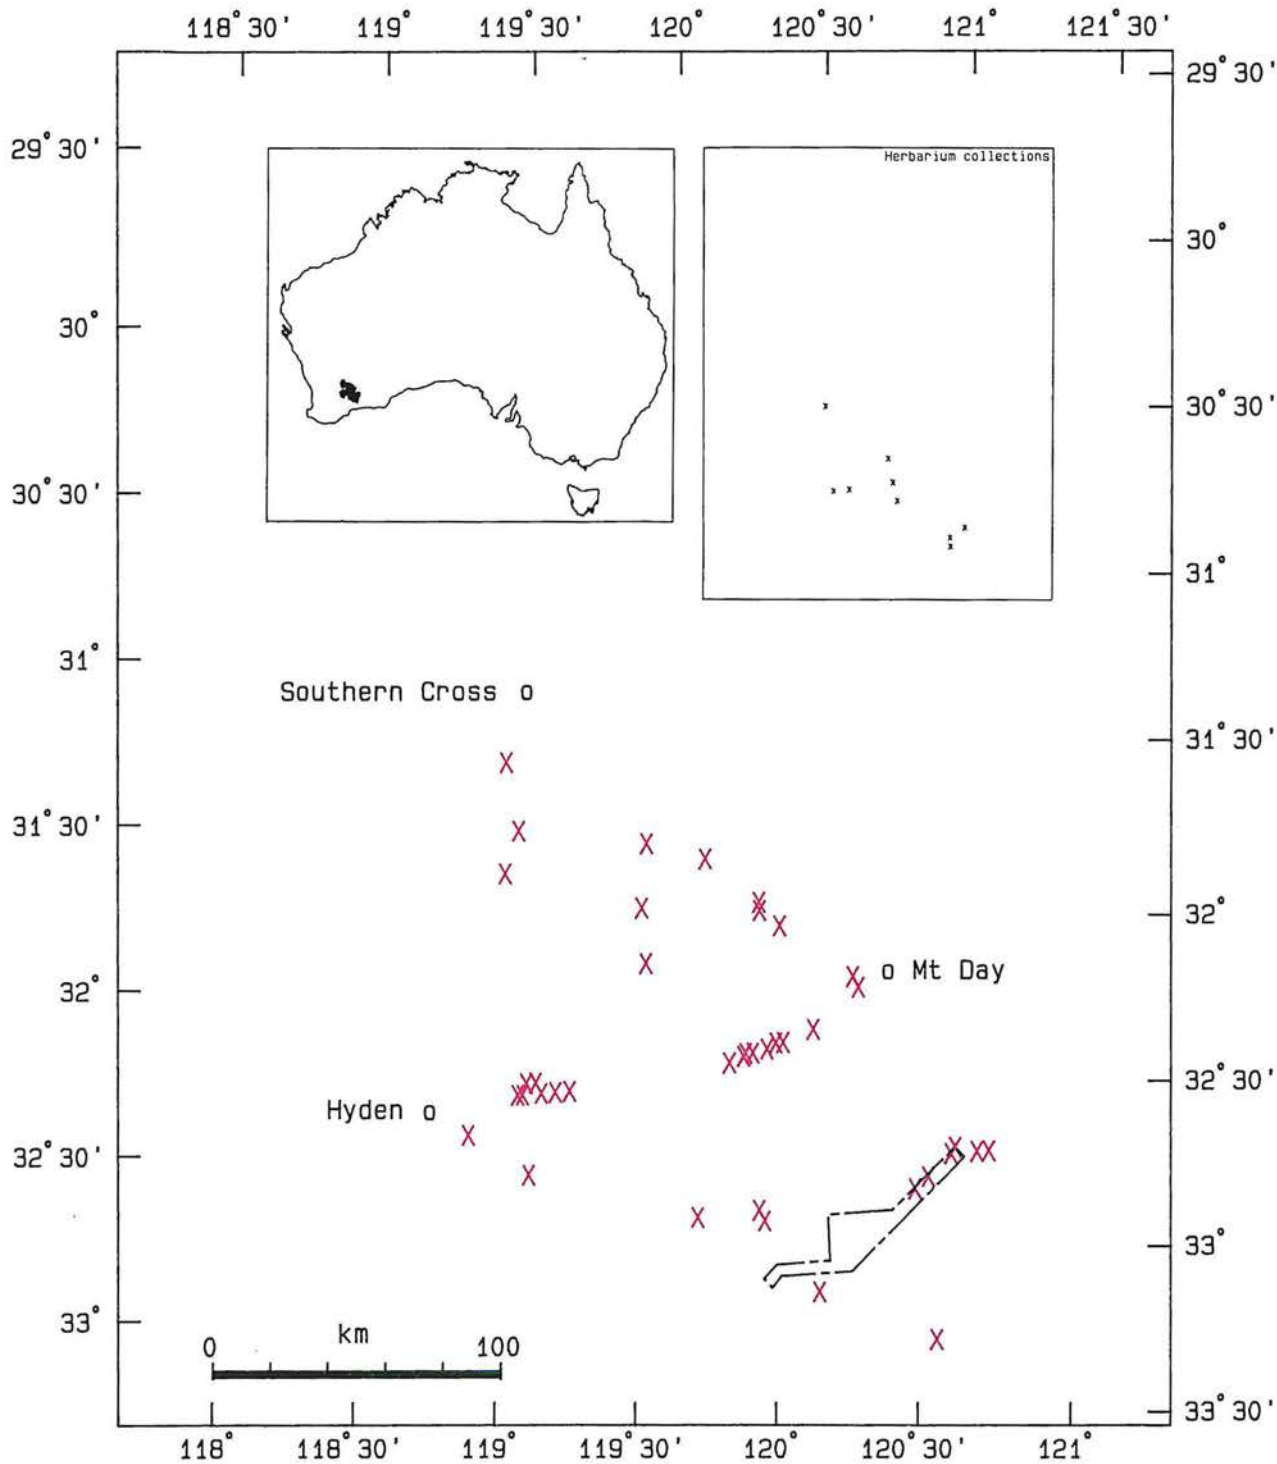 118° 30' 119° 119° 30' 120° 120° 30' 121° 121° 30'
29° 30'
29° 30'
Herbarium collections
30°
30°
30° 30'
30° 30'
31°
31°
Southern Cross
31° 30'
31° 30'
32°
Mt Day
32°
32° 30'
Hyden
32° 30'
33°
33°
km
0 100
33° 30'
118° 118° 30' 119° 119° 30' 120° 120° 30' 121°